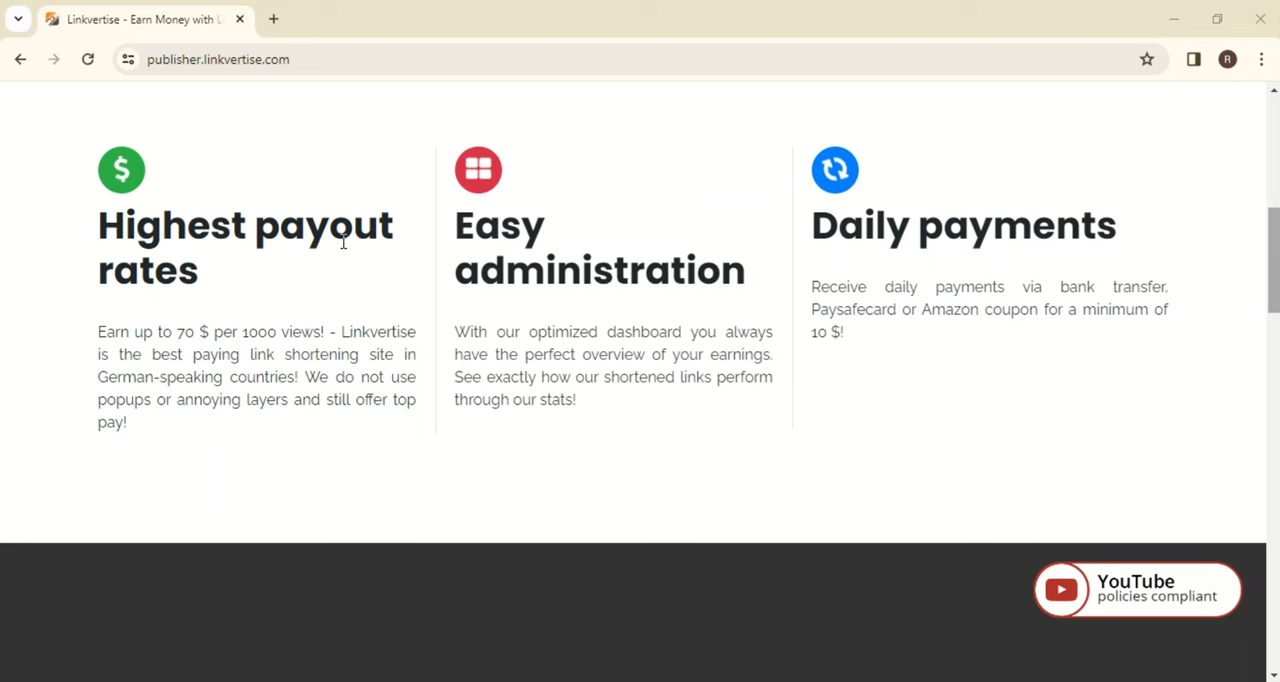 Linkvertise - Earn Money with L
publisher.linkvertise.com
R
Highest payout
rates
Earn up to 70 $ per 1000 views! - Linkvertise
is the best paying link shortening site in
German-speaking countries! We do not use
popups or annoying layers and still offer top
pay!
Easy
administration
With our optimized dashboard you always
have the perfect overview of your earnings.
See exactly how our shortened links perform
through our stats!
Daily payments
Receive daily payments via bank transfer,
Paysafecard or Amazon coupon for a minimum of
10 $!
YouTube
policies compliant